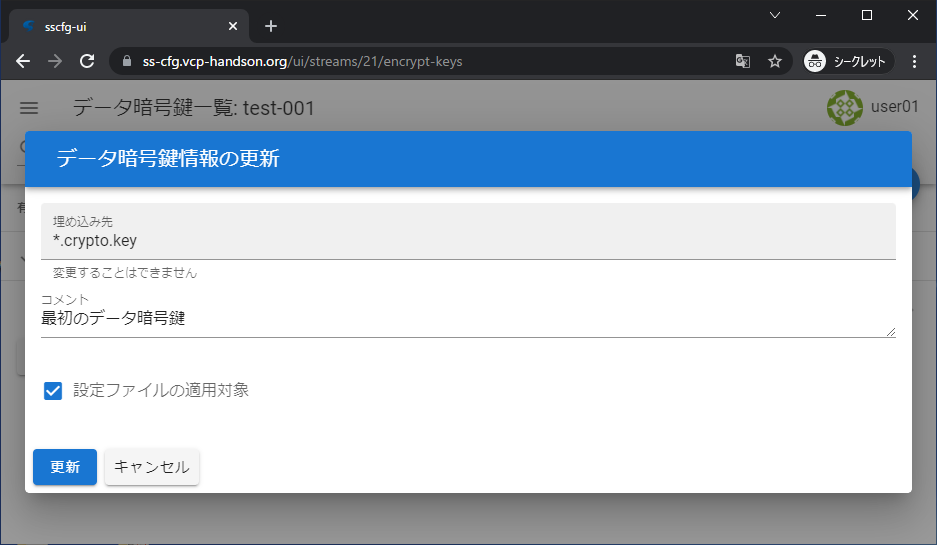 sscfg-ui
ss-cfg.vcp-handson.org/ui/streams/21/encrypt-keys
シークレット
データ暗号鍵一覧: test-001
user01
データ暗号鍵情報の更新
有
埋め込み先
*.crypto.key
変更することはできません
コメント
最初のデータ暗号鍵
設定ファイルの適用対象
更新
キャンセル